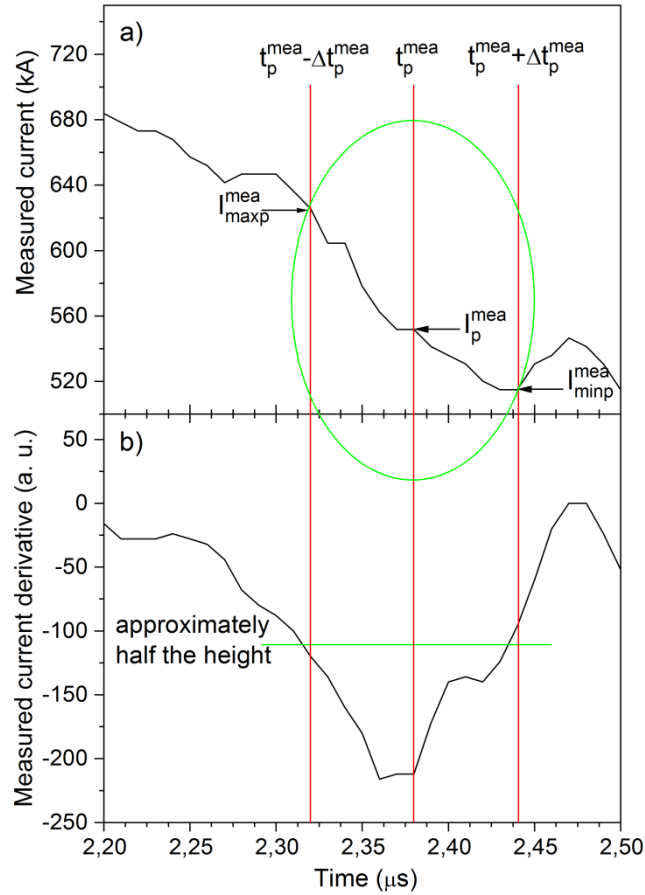 a)
t_p^mea-Δt_p^mea
t_p^mea
t_p^mea+Δt_p^mea
Measured current (kA)
720
680
640
600
560
520
I_maxp^mea
I_p^mea
I_minp^mea
b)
Measured current derivative (a. u.)
50
0
-50
-100
-150
-200
-250
approximately
half the height
2,20
2,25
2,30
2,35
2,40
2,45
2,50
Time (μs)